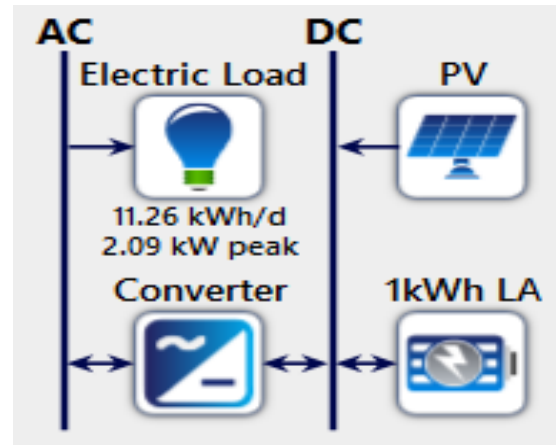 AC
DC
Electric Load
PV
11.26 kWh/d
2.09 kW peak
Converter
1kWh LA